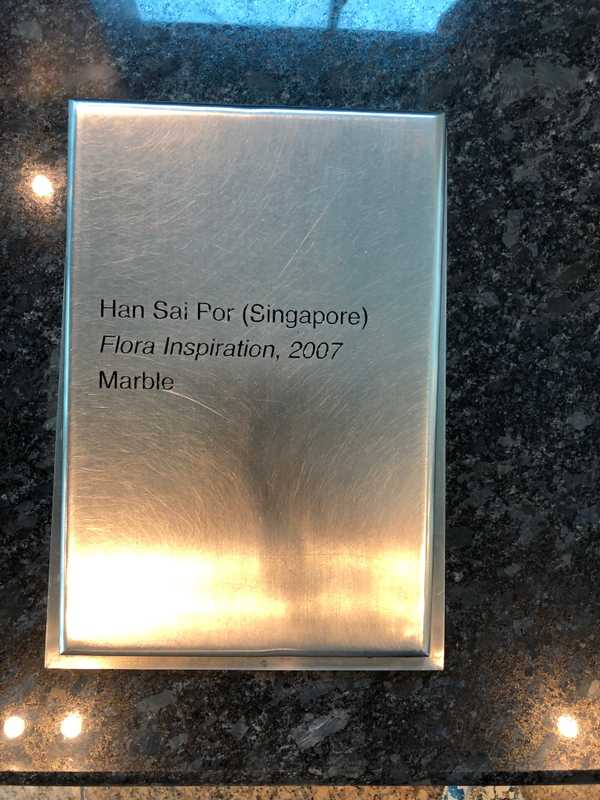 Han Sai Por (Singapore)
Flora Inspiration, 2007
Marble